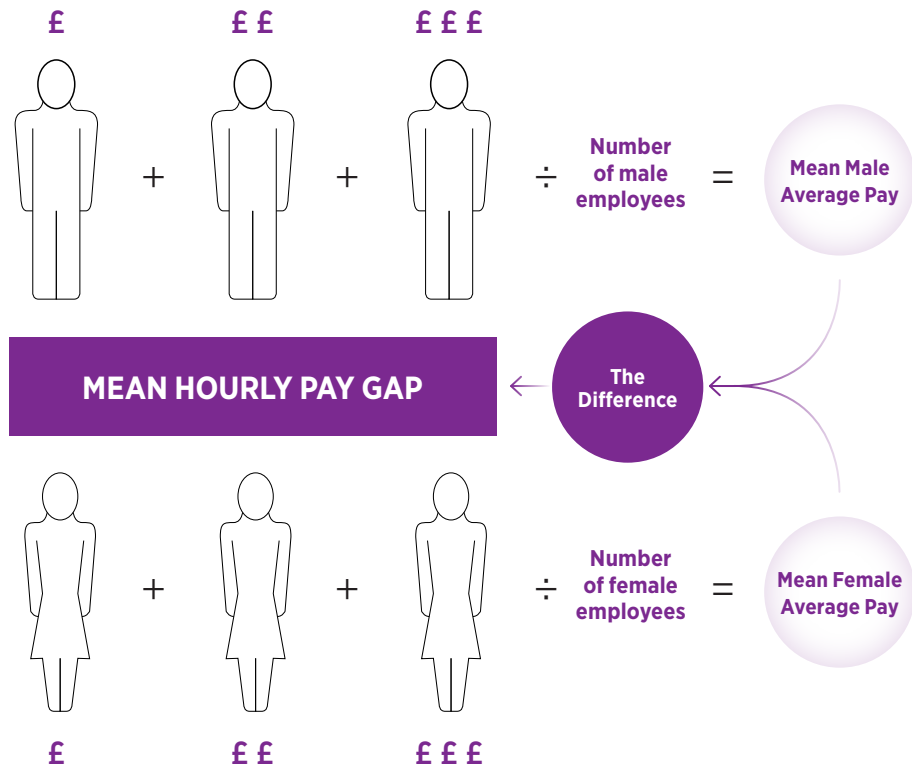 £ ££ £££
+ + ÷ Number of male employees = Mean Male Average Pay
MEAN HOURLY PAY GAP
The
Difference
+ + ÷ Number of female employees = Mean Female Average Pay
£ ££ £££